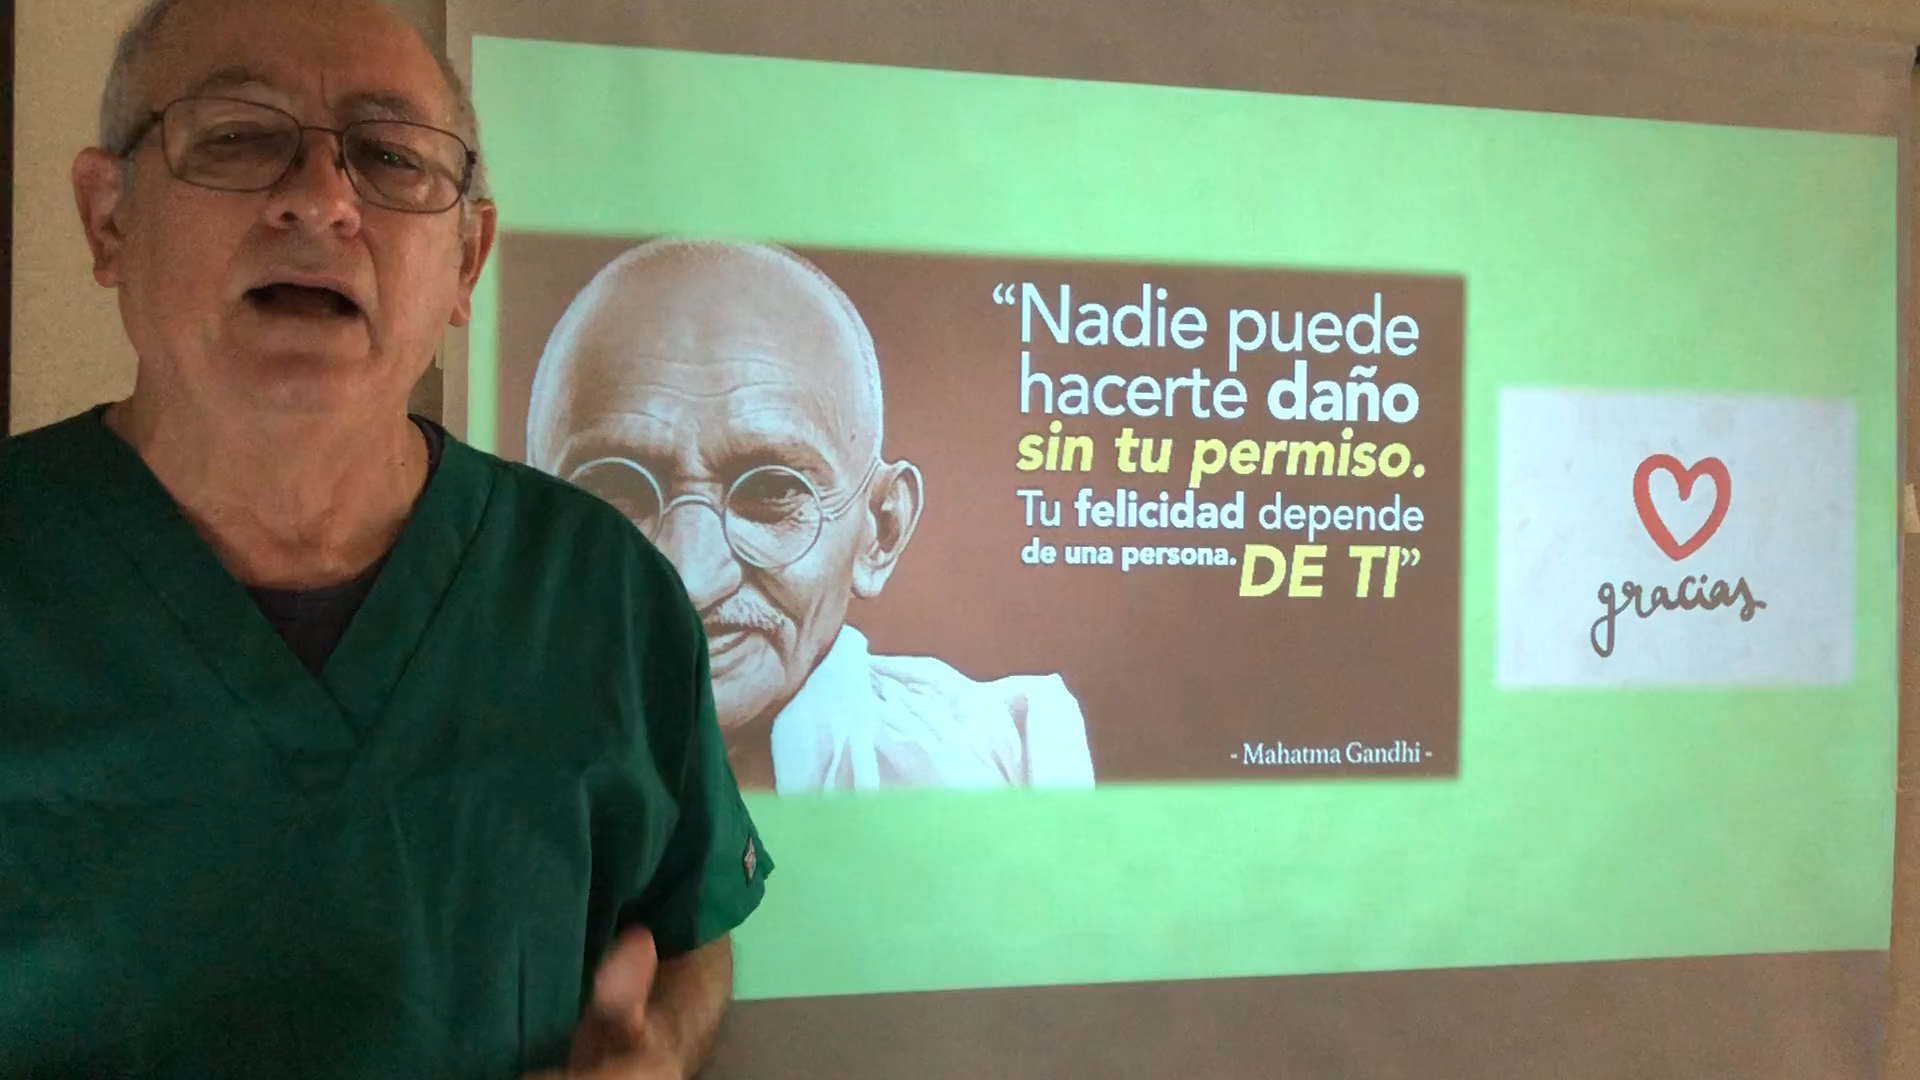 “Nadie puede
hacerte daño
sin tu permiso.
Tu felicidad depende
de una persona. DE TI”
- Mahatma Gandhi -
gracias